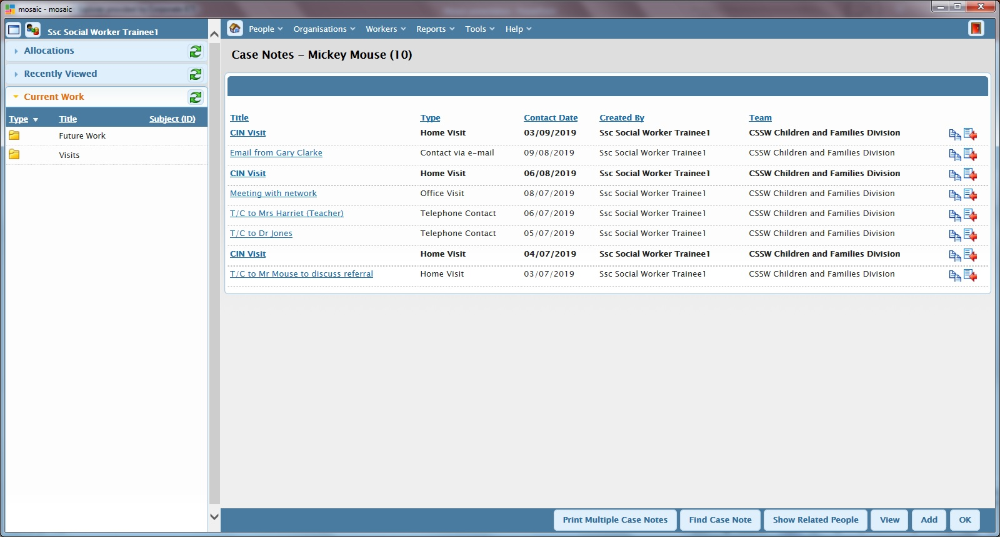 mosaic - mosaic
Ssc Social Worker Trainee1
People Organisations Workers Reports Tools Help
Allocations
Recently Viewed
Current Work
Type Title Subject (ID)
Future Work
Visits
Case Notes - Mickey Mouse (10)
Title Type Contact Date Created By Team
CIN Visit Home Visit 03/09/2019 Ssc Social Worker Trainee1 CSSW Children and Families Division
Email from Gary Clarke Contact via e-mail 09/08/2019 Ssc Social Worker Trainee1 CSSW Children and Families Division
CIN Visit Home Visit 06/08/2019 Ssc Social Worker Trainee1 CSSW Children and Families Division
Meeting with network Office Visit 08/07/2019 Ssc Social Worker Trainee1 CSSW Children and Families Division
T/C to Mrs Harriet (Teacher) Telephone Contact 06/07/2019 Ssc Social Worker Trainee1 CSSW Children and Families Division
T/C to Dr Jones Telephone Contact 05/07/2019 Ssc Social Worker Trainee1 CSSW Children and Families Division
CIN Visit Home Visit 04/07/2019 Ssc Social Worker Trainee1 CSSW Children and Families Division
T/C to Mr Mouse to discuss referral Home Visit 03/07/2019 Ssc Social Worker Trainee1 CSSW Children and Families Division
Print Multiple Case Notes Find Case Note Show Related People View Add OK